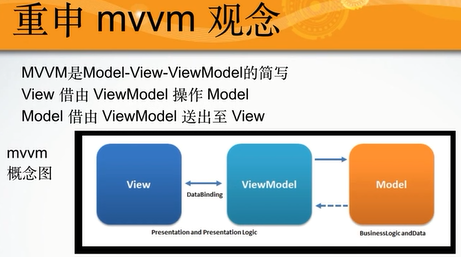 重申 mvvm 观念
MVVM是Model-View-ViewModel的简写
View 借由 ViewModel 操作 Model
Model 借由 ViewModel 送出至 View
mvvm
概念图
View
ViewModel
Model
DataBinding
Presentation and Presentation Logic
BusinessLogicandData